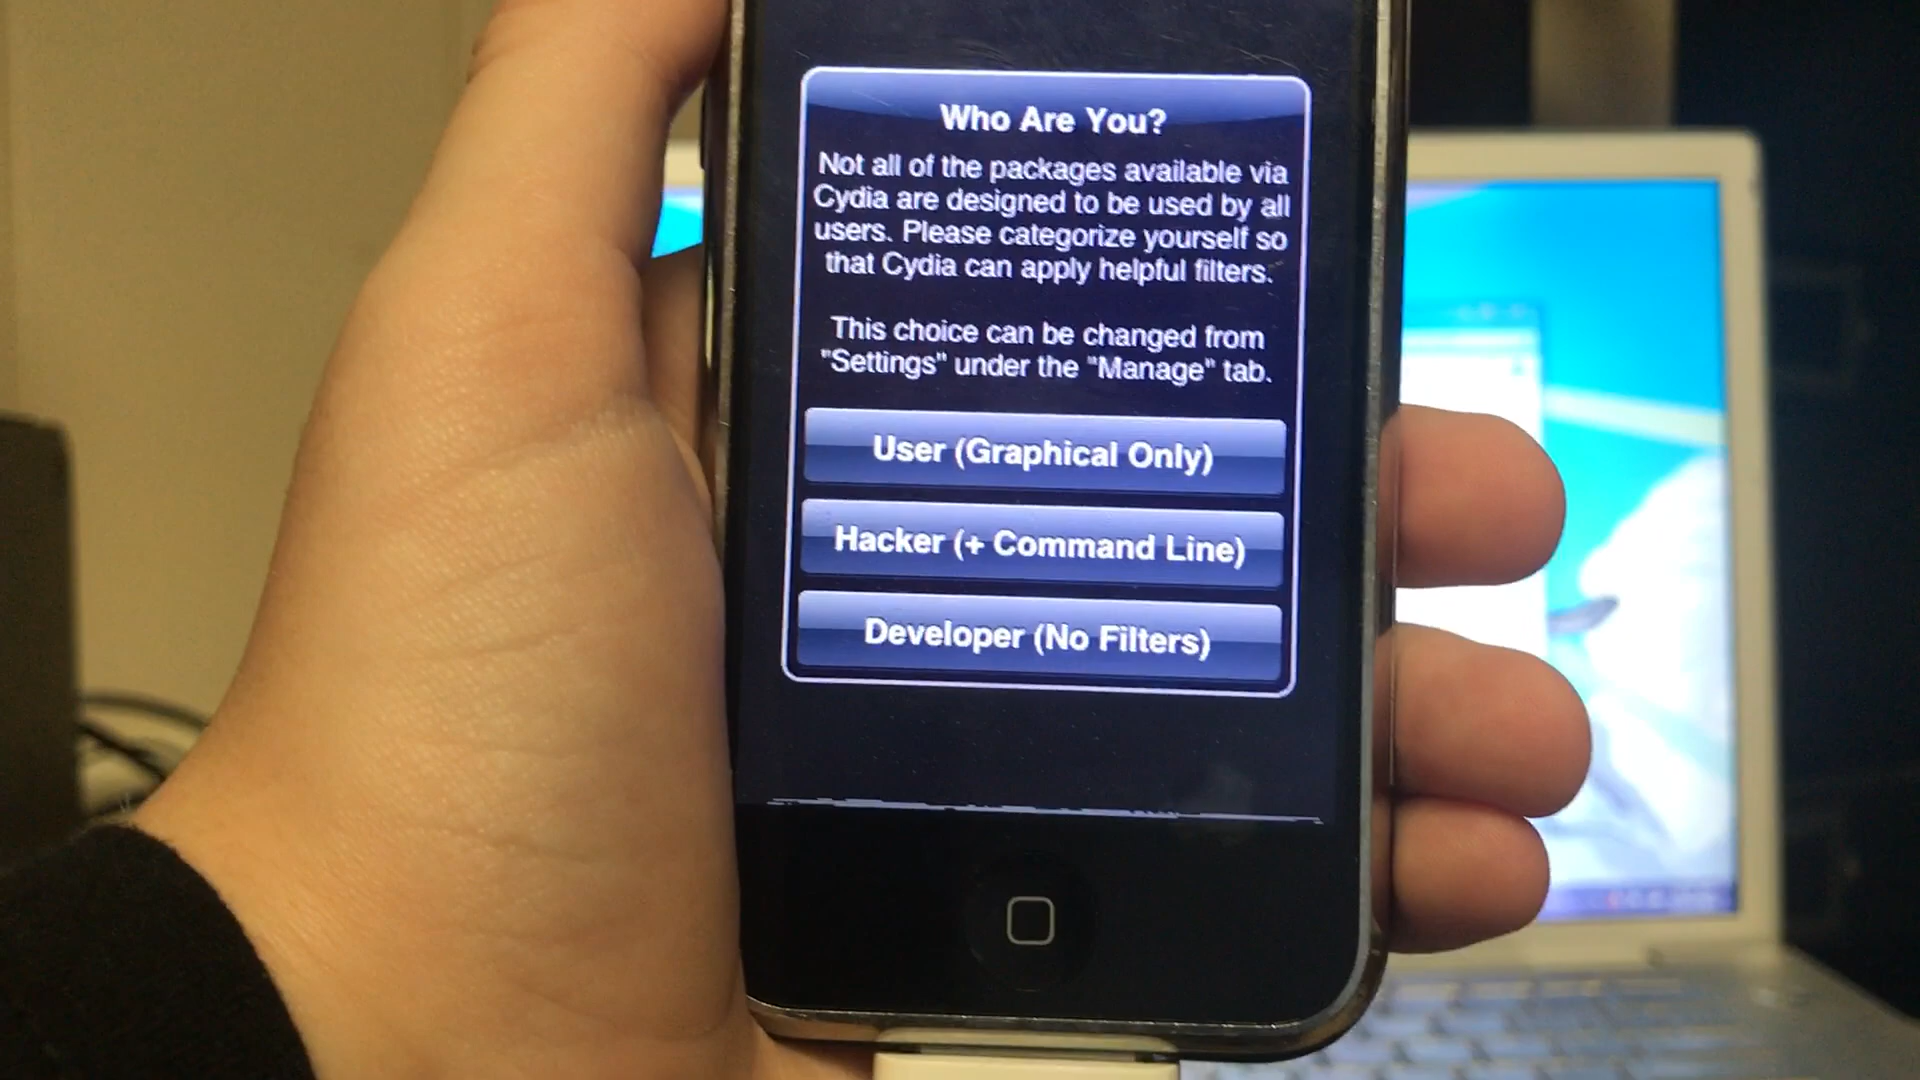 Who Are You?
Not all of the packages available via
Cydia are designed to be used by all
users. Please categorize yourself so
that Cydia can apply helpful filters.
This choice can be changed from
"Settings" under the "Manage" tab.
User (Graphical Only)
Hacker (+ Command Line)
Developer (No Filters)